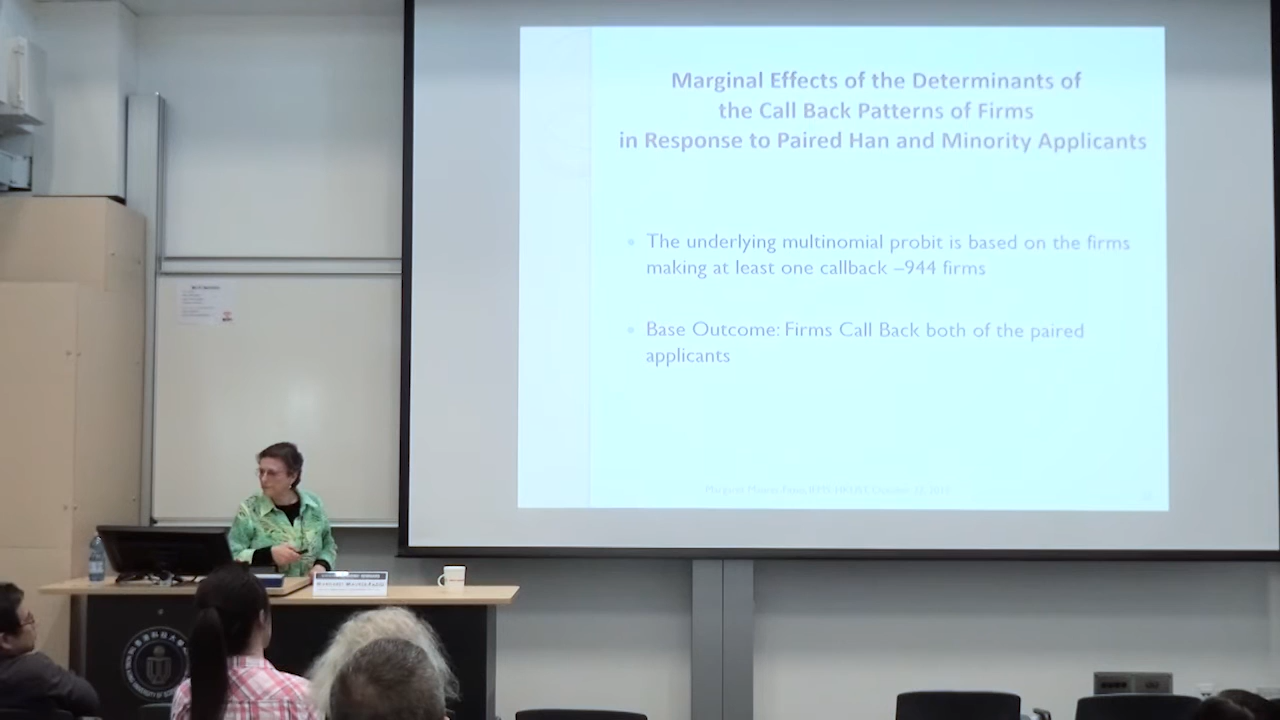 Marginal Effects of the Determinants of
the Call Back Patterns of Firms
in Response to Paired Han and Minority Applicants
The underlying multinomial probit is based on the firms
making at least one callback –944 firms
Base Outcome: Firms Call Back both of the paired
applicants